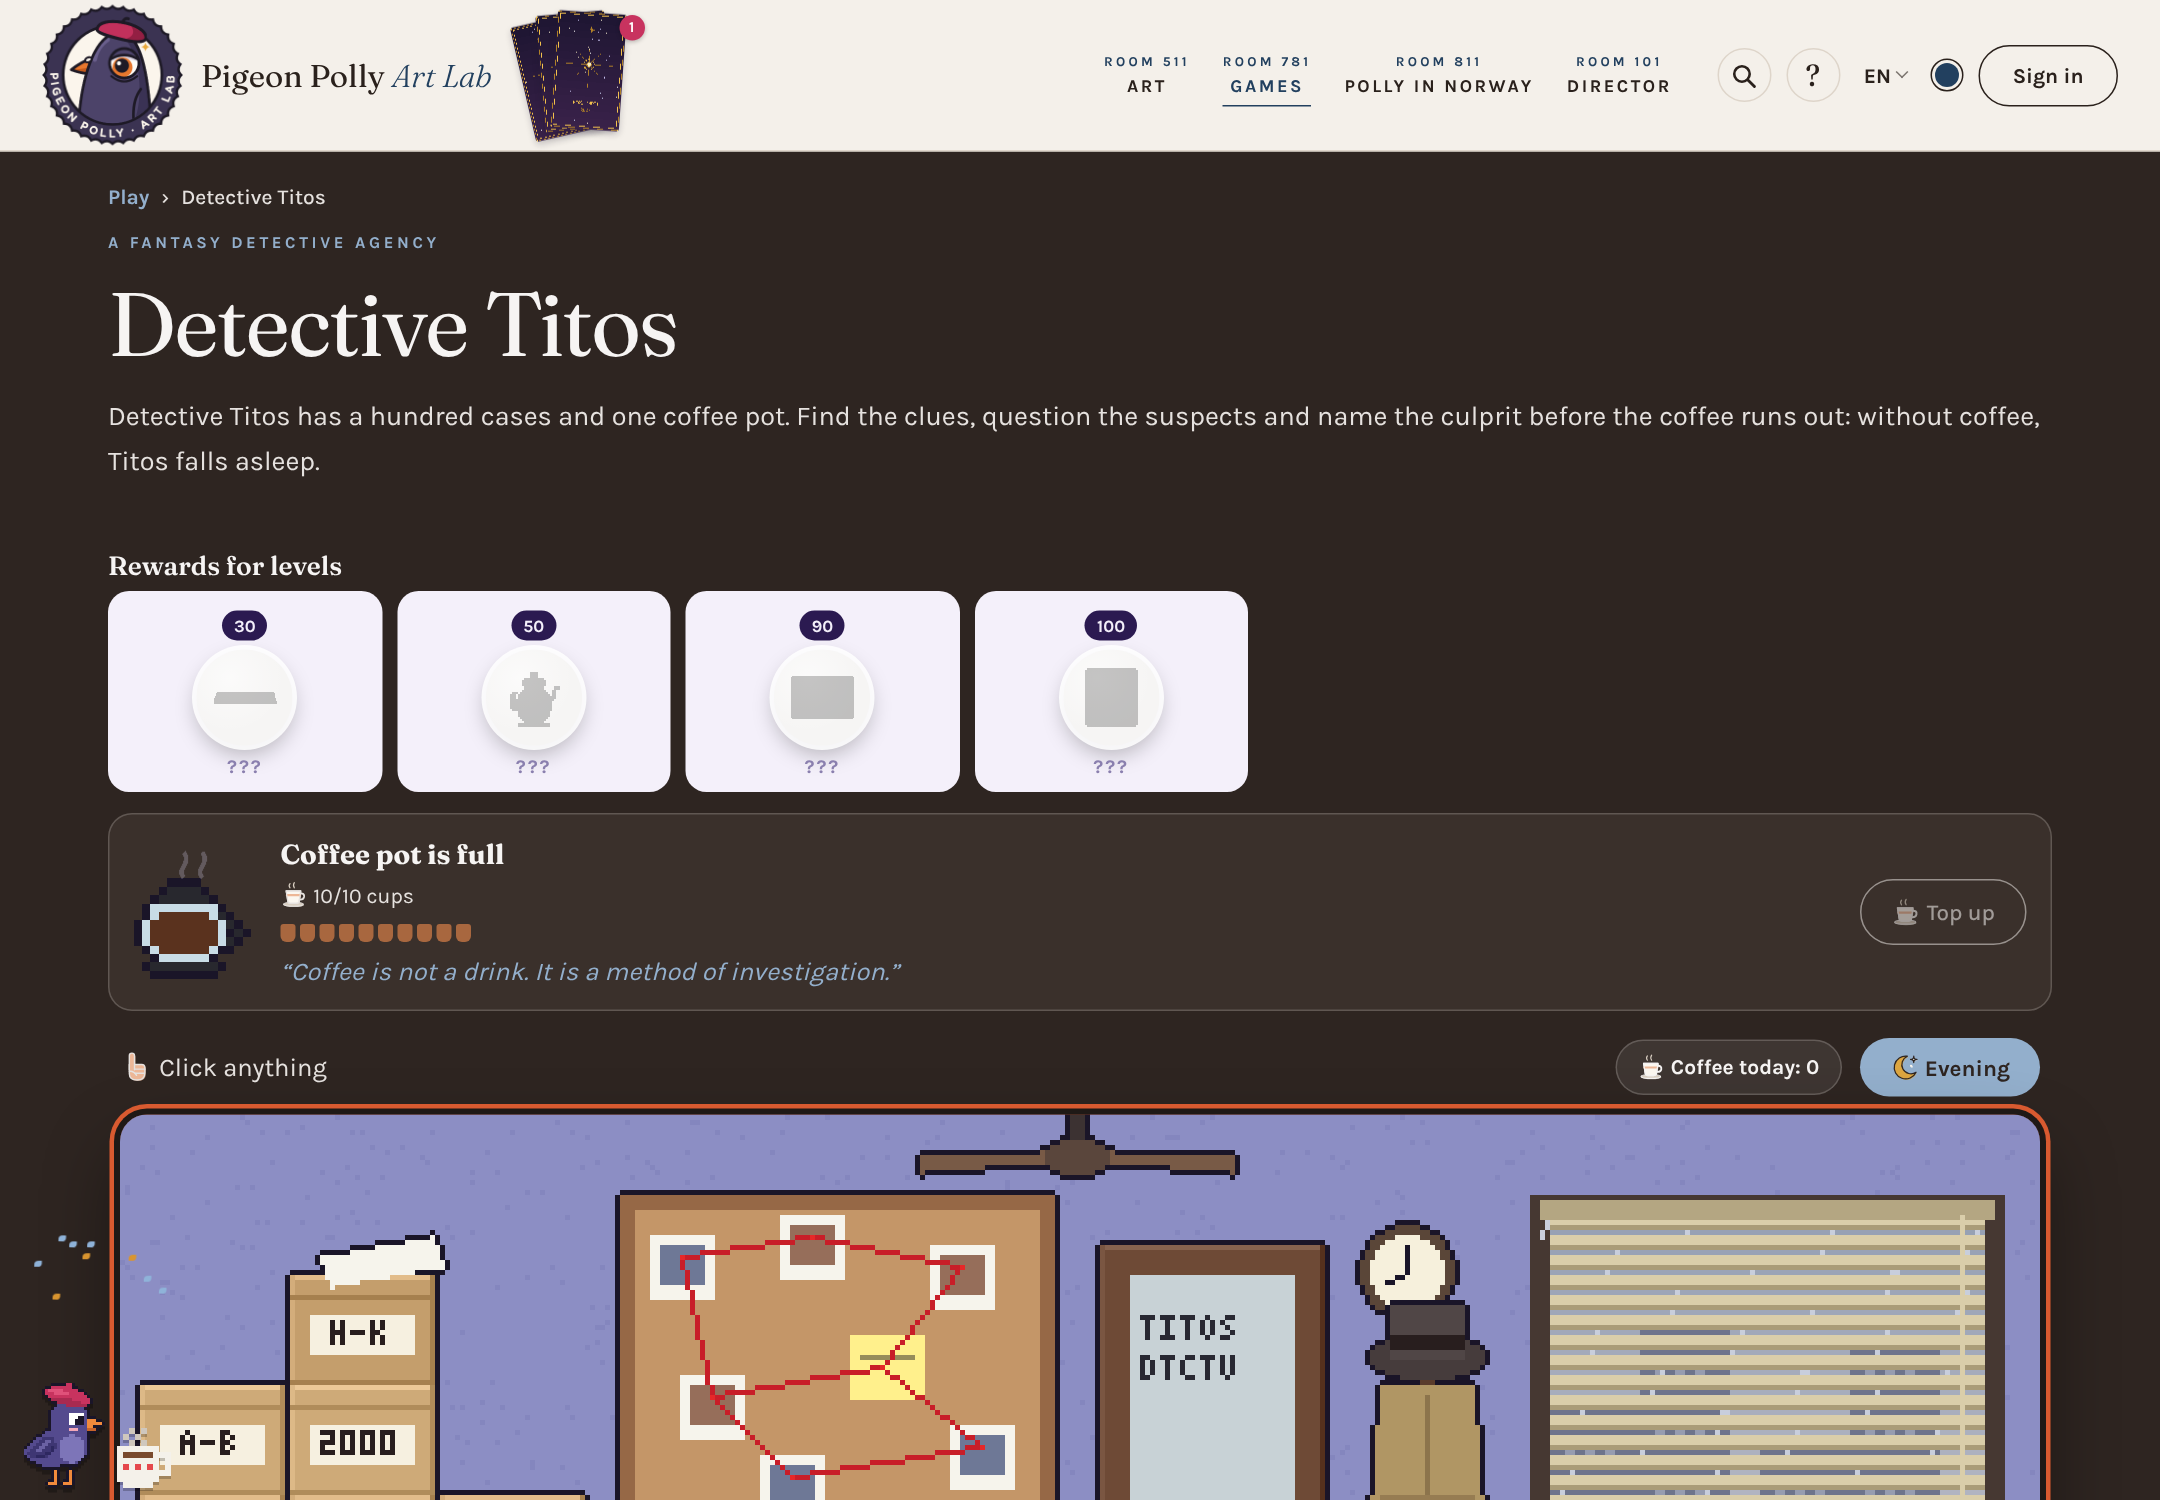 PIGEON POLLY · ART LAB
Pigeon Polly Art Lab
1
ROOM 511
ART
ROOM 781
GAMES
ROOM 811
POLLY IN NORWAY
ROOM 101
DIRECTOR
?
EN
Sign in
Play › Detective Titos
A FANTASY DETECTIVE AGENCY
Detective Titos
Detective Titos has a hundred cases and one coffee pot. Find the clues, question the suspects and name the culprit before the coffee runs out: without coffee,
Titos falls asleep.
Rewards for levels
30
50
90
100
???
???
???
???
Coffee pot is full
10/10 cups
“Coffee is not a drink. It is a method of investigation.”
Top up
Click anything
Coffee today: 0
Evening
H-K
A-B
2000
TITOS
DTCTV